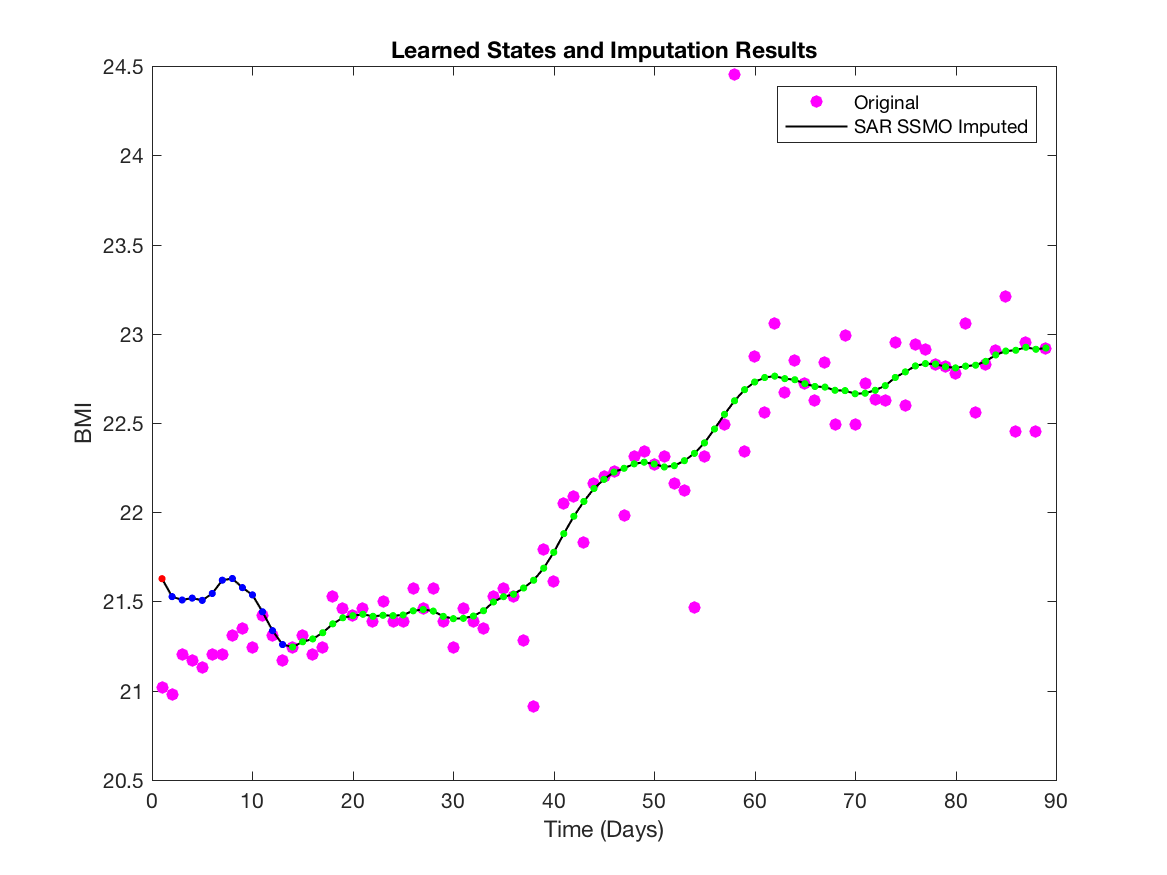 Learned States and Imputation Results
Original
SAR SSMO Imputed
BMI
24.5
24
23.5
23
22.5
22
21.5
21
20.5
0 10 20 30 40 50 60 70 80 90
Time (Days)